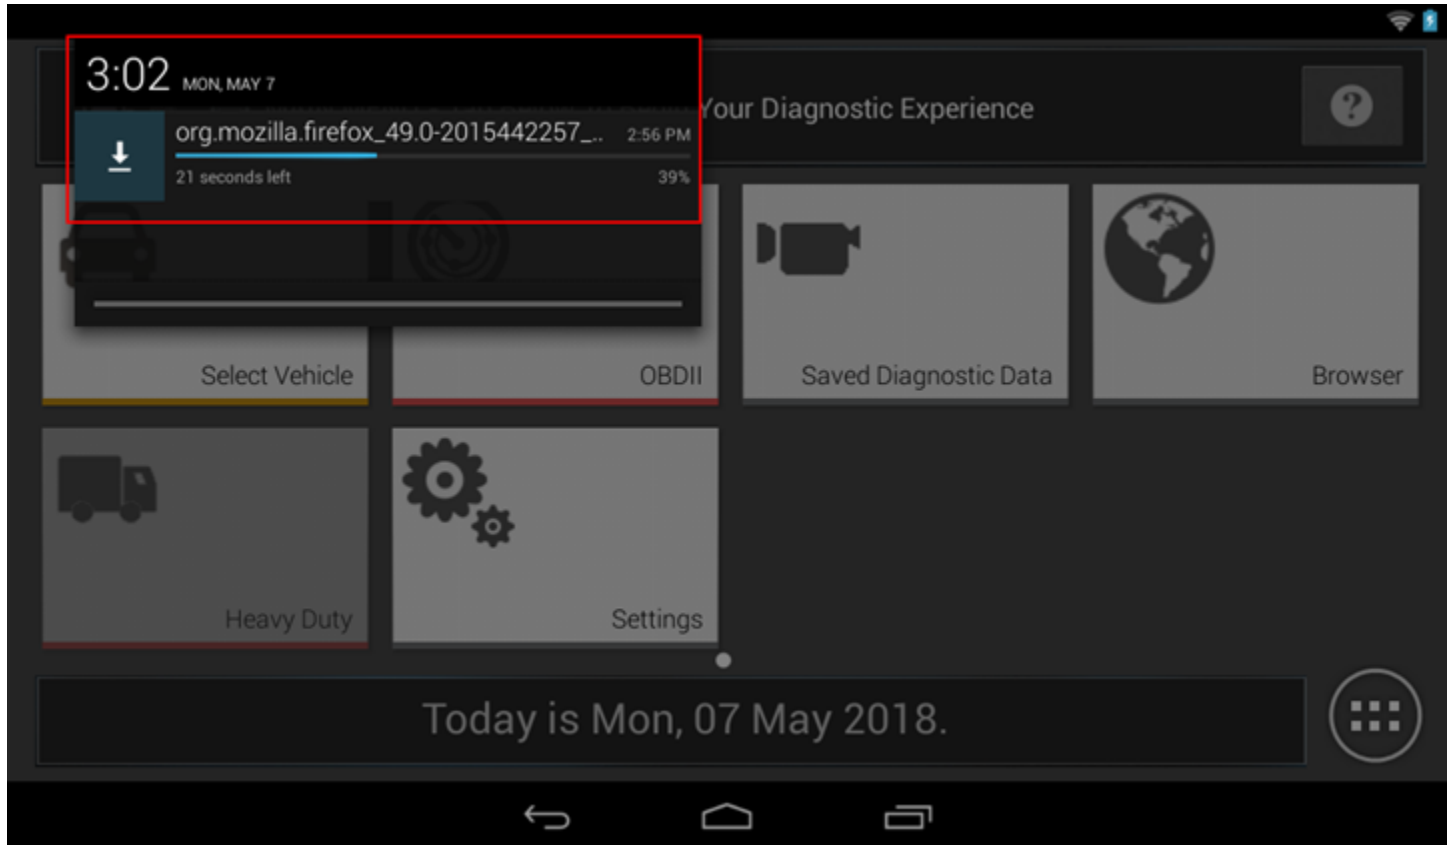 3:02 MON, MAY 7
Your Diagnostic Experience
?
org.mozilla.firefox_49.0-2015442257_.. 2:56 PM
21 seconds left 39%
Select Vehicle
OBDII
Saved Diagnostic Data
Browser
Heavy Duty
Settings
Today is Mon, 07 May 2018.